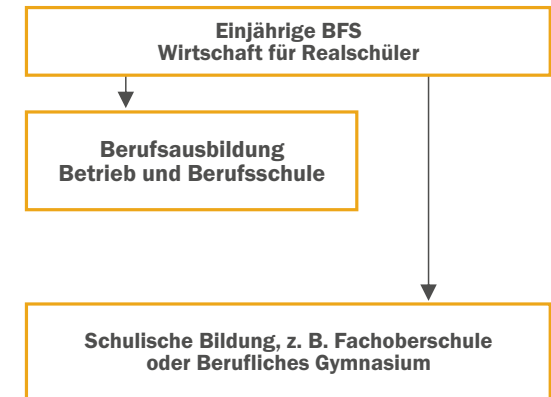 Einjährige BFS
Wirtschaft für Realschüler
Berufsausbildung
Betrieb und Berufsschule
Schulische Bildung, z. B. Fachoberschule
oder Berufliches Gymnasium